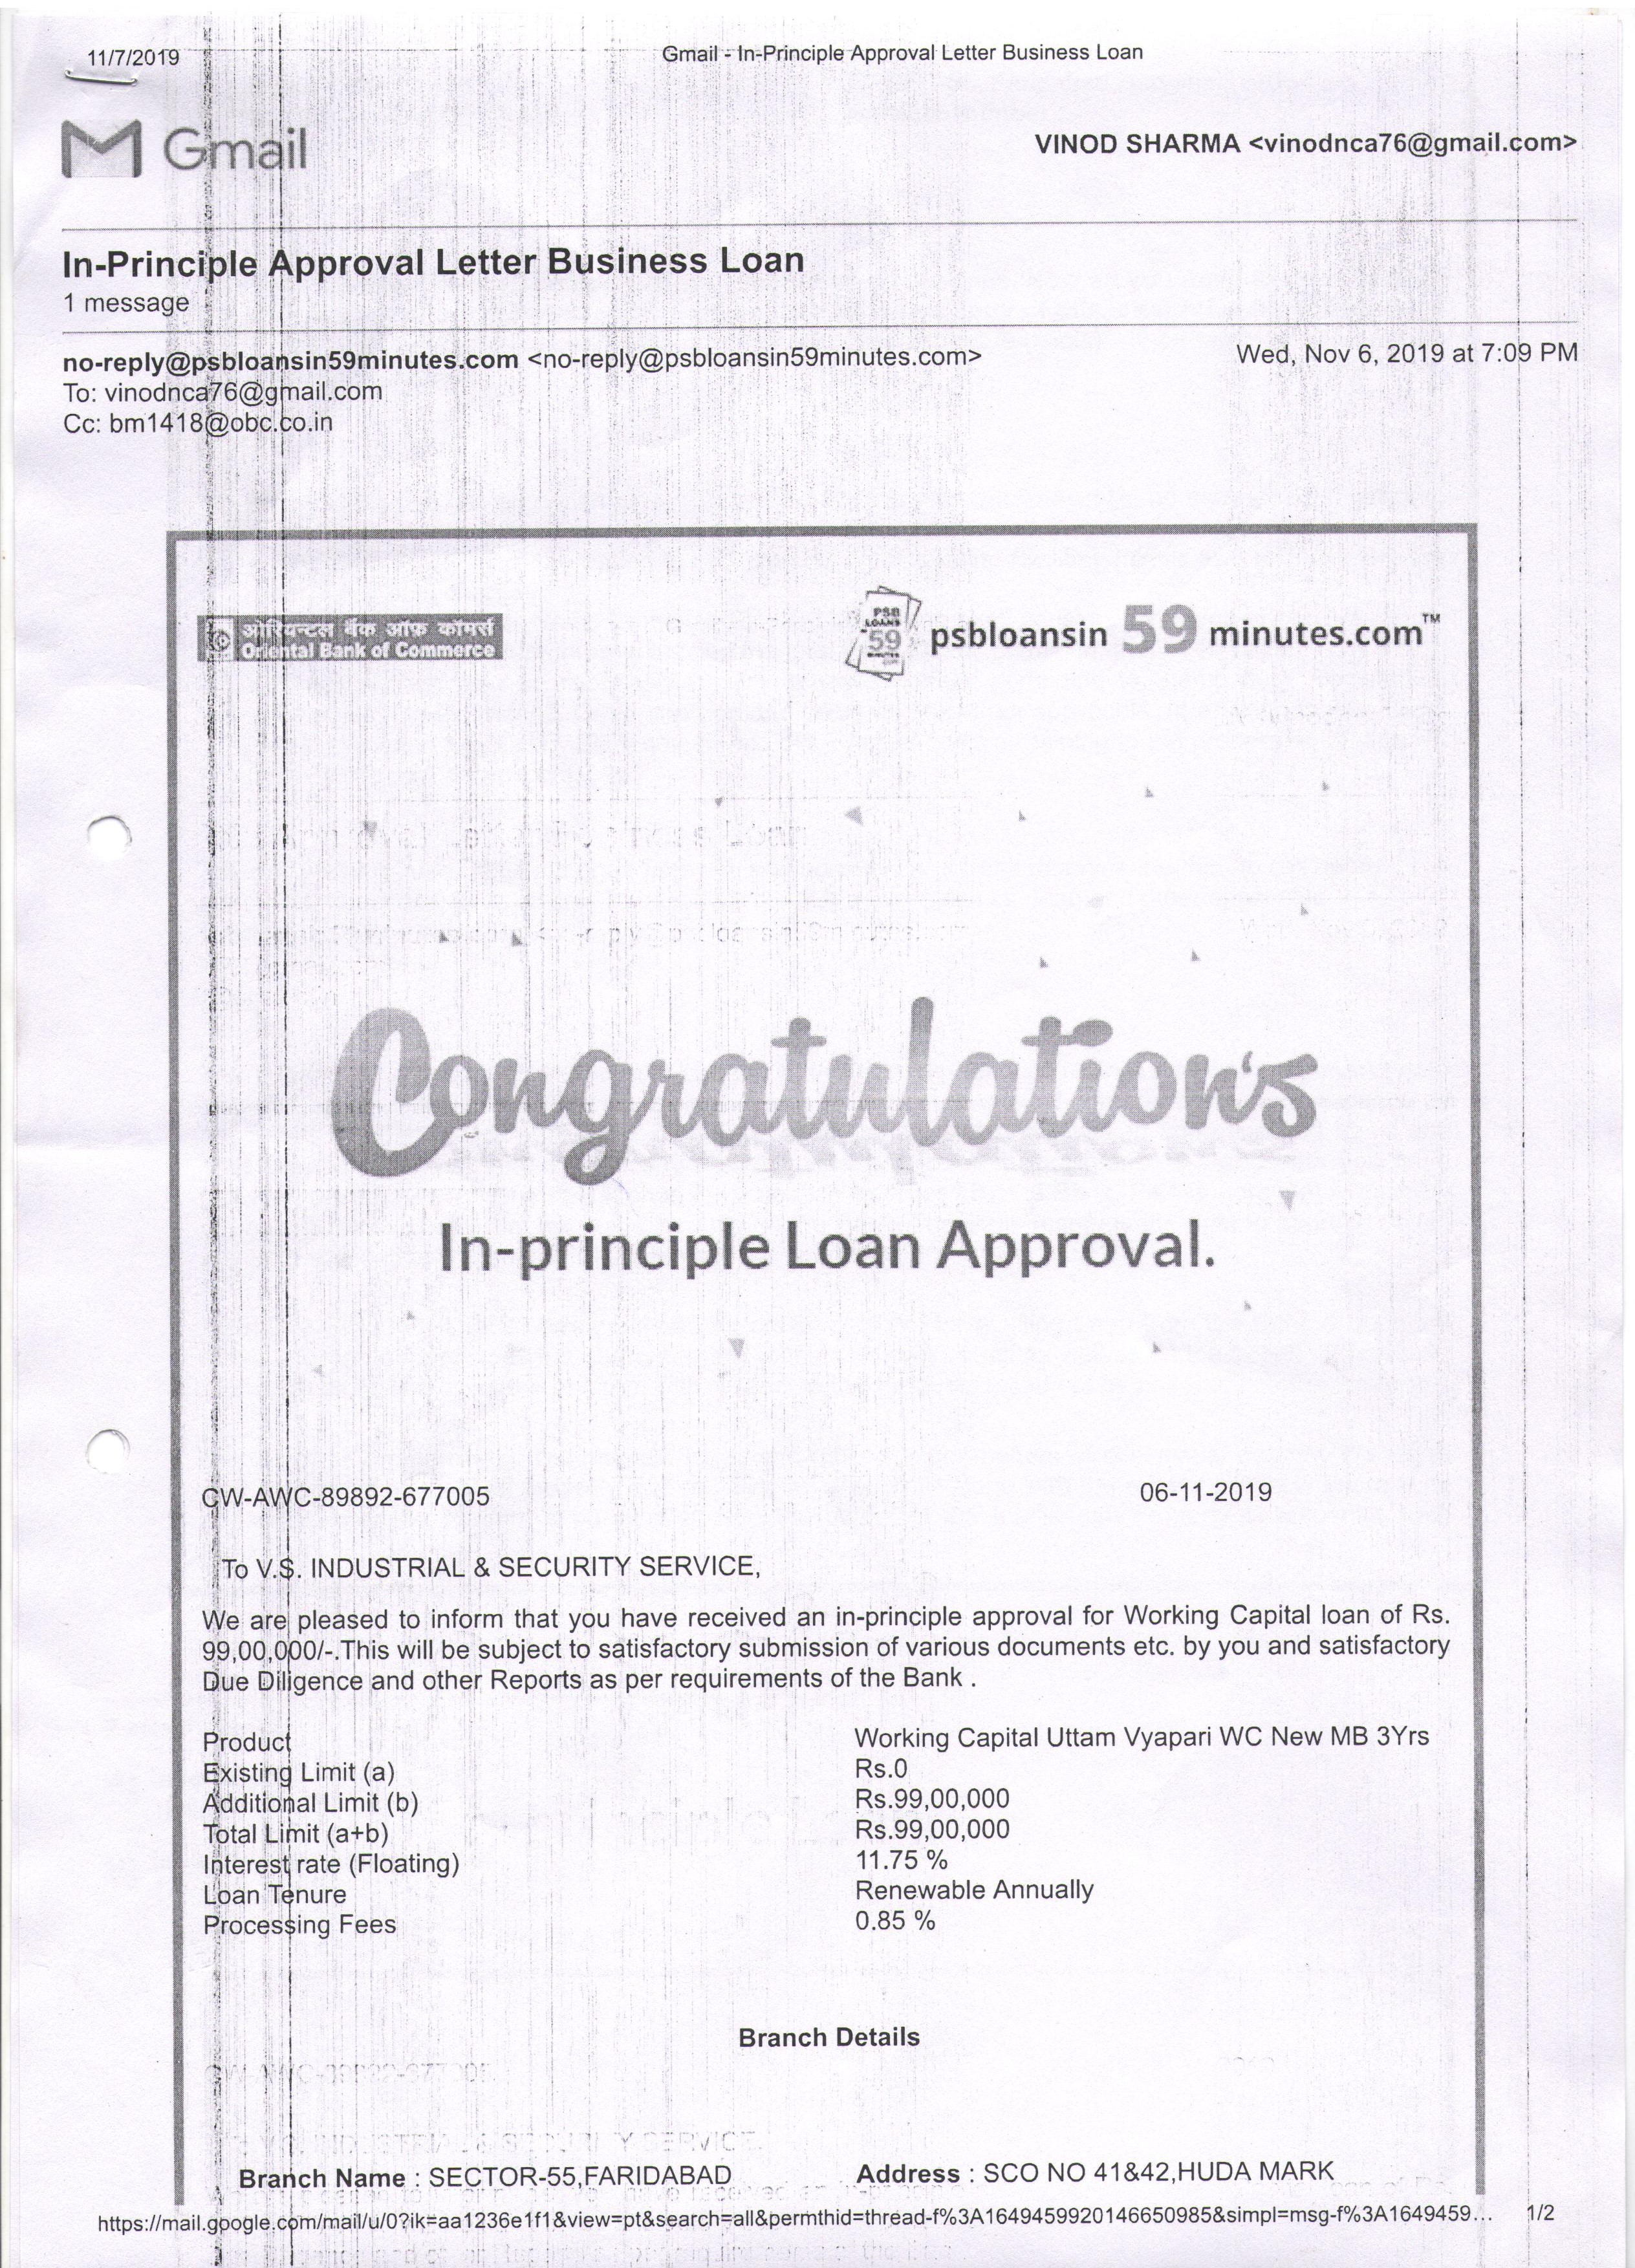 11/7/2019
Gmail - In-Principle Approval Letter Business Loan
Gmail
VINOD SHARMA <vinodnca76@gmail.com>
In-Principle Approval Letter Business Loan
1 message
no-reply@psbloansin59minutes.com <no-reply@psbloansin59minutes.com>
Wed, Nov 6, 2019 at 7:09 PM
To: vinodnca76@gmail.com
Cc: bm1418@obc.co.in
ओरियन्टल बैंक ऑफ़ कॉमर्स
Oriental Bank of Commerce
PSB
LOANS
59
MINUTES
psbloansin 59 minutes.com™
Congratulation's
In-principle Loan Approval.
CW-AWC-89892-677005
06-11-2019
To V.S. INDUSTRIAL & SECURITY SERVICE,
We are pleased to inform that you have received an in-principle approval for Working Capital loan of Rs.
99,00,000/-.This will be subject to satisfactory submission of various documents etc. by you and satisfactory
Due Diligence and other Reports as per requirements of the Bank .
Product Working Capital Uttam Vyapari WC New MB 3Yrs
Existing Limit (a) Rs.0
Additional Limit (b) Rs.99,00,000
Total Limit (a+b) Rs.99,00,000
Interest rate (Floating) 11.75 %
Loan Tenure Renewable Annually
Processing Fees 0.85 %
Branch Details
Branch Name : SECTOR-55,FARIDABAD
Address : SCO NO 41&42,HUDA MARK
https://mail.google.com/mail/u/0?ik=aa1236e1f1&view=pt&search=all&permthid=thread-f%3A1649459920146650985&simpl=msg-f%3A1649459...
1/2